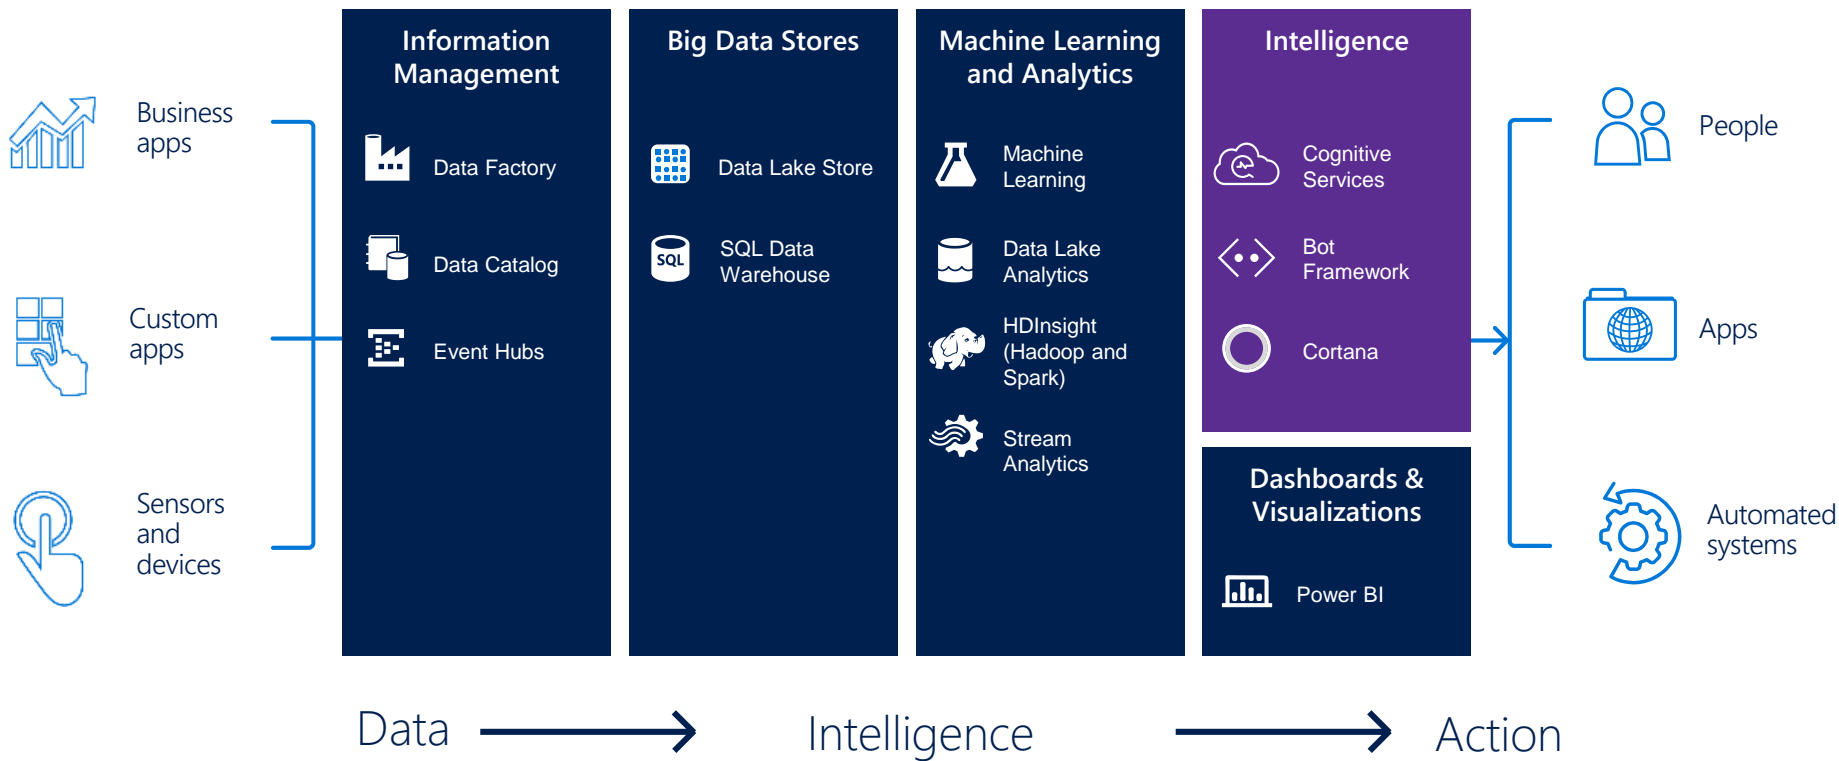 Business
apps
Custom
apps
Sensors
and
devices
Information
Management
Data Factory
Data Catalog
Event Hubs
Big Data Stores
Data Lake Store
SQL
SQL Data
Warehouse
Machine Learning
and Analytics
Machine
Learning
Data Lake
Analytics
HDInsight
(Hadoop and
Spark)
Stream
Analytics
Intelligence
Cognitive
Services
Bot
Framework
Cortana
Dashboards &
Visualizations
Power BI
People
Apps
Automated
systems
Data
Intelligence
Action